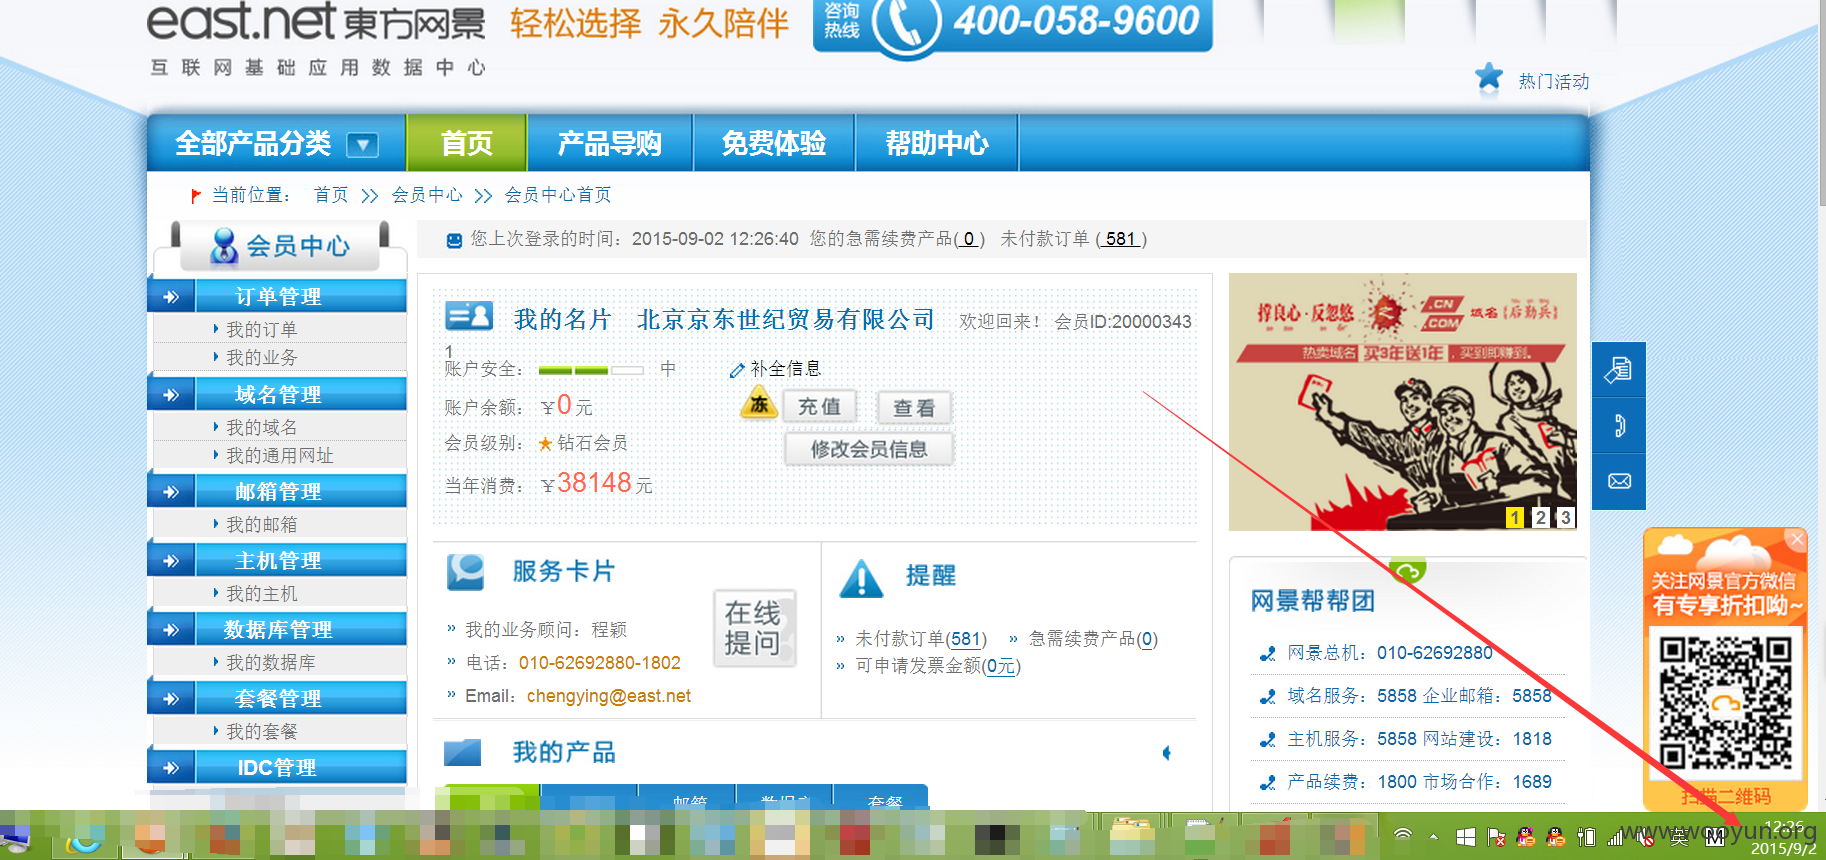 east.net 東方网景
轻松选择 永久陪伴
咨询热线
400-058-9600
互联网基础应用数据中心
热门活动
全部产品分类 首页 产品导购 免费体验 帮助中心
当前位置： 首页 >> 会员中心 >> 会员中心首页
会员中心
订单管理
我的订单
我的业务
域名管理
我的域名
我的通用网址
邮箱管理
我的邮箱
主机管理
我的主机
数据库管理
我的数据库
套餐管理
我的套餐
IDC管理
您上次登录的时间：2015-09-02 12:26:40 您的急需续费产品( 0 ) 未付款订单 ( 581 )
我的名片 北京京东世纪贸易有限公司 欢迎回来！ 会员ID:20000343
1
账户安全： 中 补全信息
账户余额： ￥0元 冻 充值 查看
会员级别： 钻石会员 修改会员信息
当年消费： ￥38148元
服务卡片
我的业务顾问：程颖
电话：010-62692880-1802
Email：chengying@east.net
在线
提问
提醒
» 未付款订单(581) » 急需续费产品(0)
» 可申请发票金额(0元)
我的产品
邮箱 数据库 套餐
撑良心·反忽悠 .CN .COM 域名【后勤兵】
热卖域名 买3年送1年，买到即赚到。
1 2 3
网景帮帮团
网景总机：010-62692880
域名服务：5858 企业邮箱：5858
主机服务：5858 网站建设：1818
产品续费：1800 市场合作：1689
关注网景官方微信
有专享折扣呦~
扫描二维码
英 M
12:26
2015/9/2
www.wooyun.org